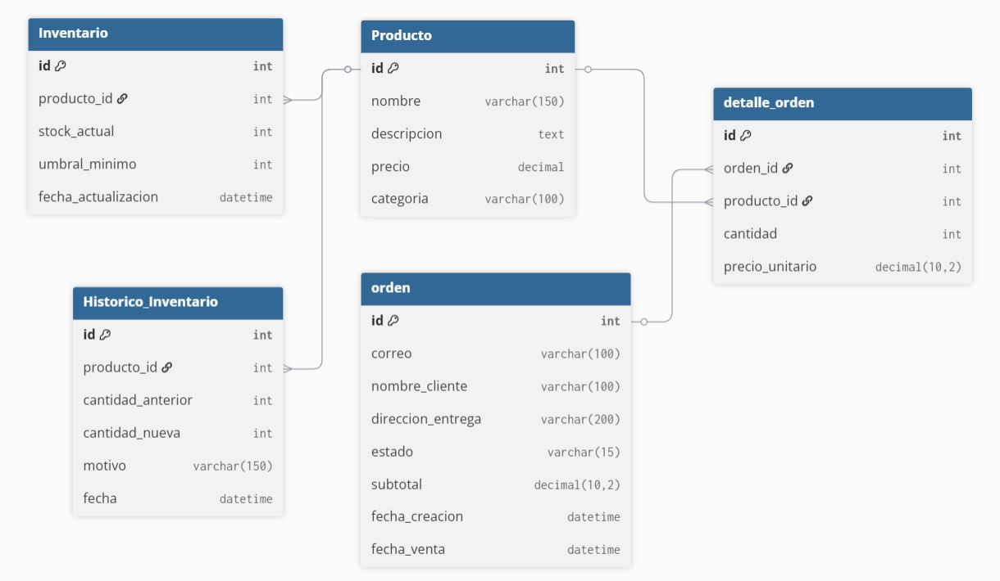 Inventario
id int
producto_id int
stock_actual int
umbral_minimo int
fecha_actualizacion datetime
Producto
id int
nombre varchar(150)
descripcion text
precio decimal
categoria varchar(100)
detalle_orden
id int
orden_id int
producto_id int
cantidad int
precio_unitario decimal(10,2)
Historico_Inventario
id int
producto_id int
cantidad_anterior int
cantidad_nueva int
motivo varchar(150)
fecha datetime
orden
id int
correo varchar(100)
nombre_cliente varchar(100)
direccion_entrega varchar(200)
estado varchar(15)
subtotal decimal(10,2)
fecha_creacion datetime
fecha_venta datetime